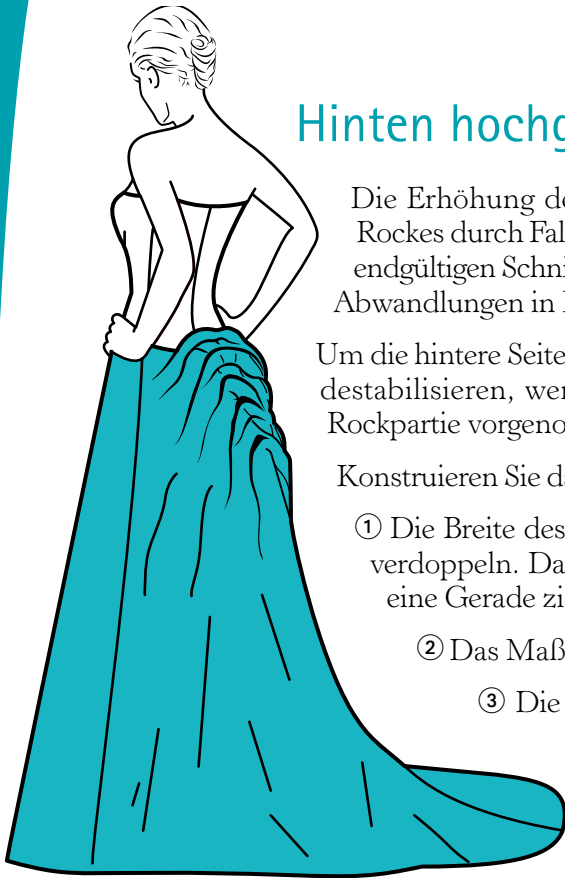 Hinten hochg
Die Erhöhung de
Rockes durch Fal
endgültigen Schni
Abwandlungen in
Um die hintere Seite
destabilisieren, wer
Rockpartie vorgeno
Konstruieren Sie da
① Die Breite des
verdoppeln. Da
eine Gerade zi
② Das Maß
③ Die